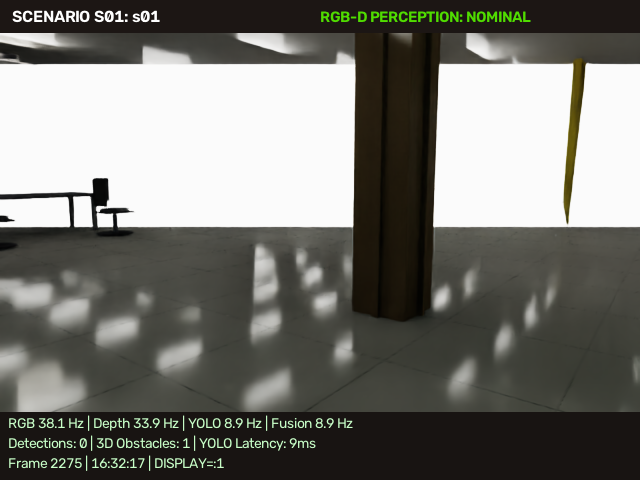 SCENARIO S01: s01
RGB-D PERCEPTION: NOMINAL
RGB 38.1 Hz | Depth 33.9 Hz | YOLO 8.9 Hz | Fusion 8.9 Hz
Detections: 0 | 3D Obstacles: 1 | YOLO Latency: 9ms
Frame 2275 | 16:32:17 | DISPLAY=:1